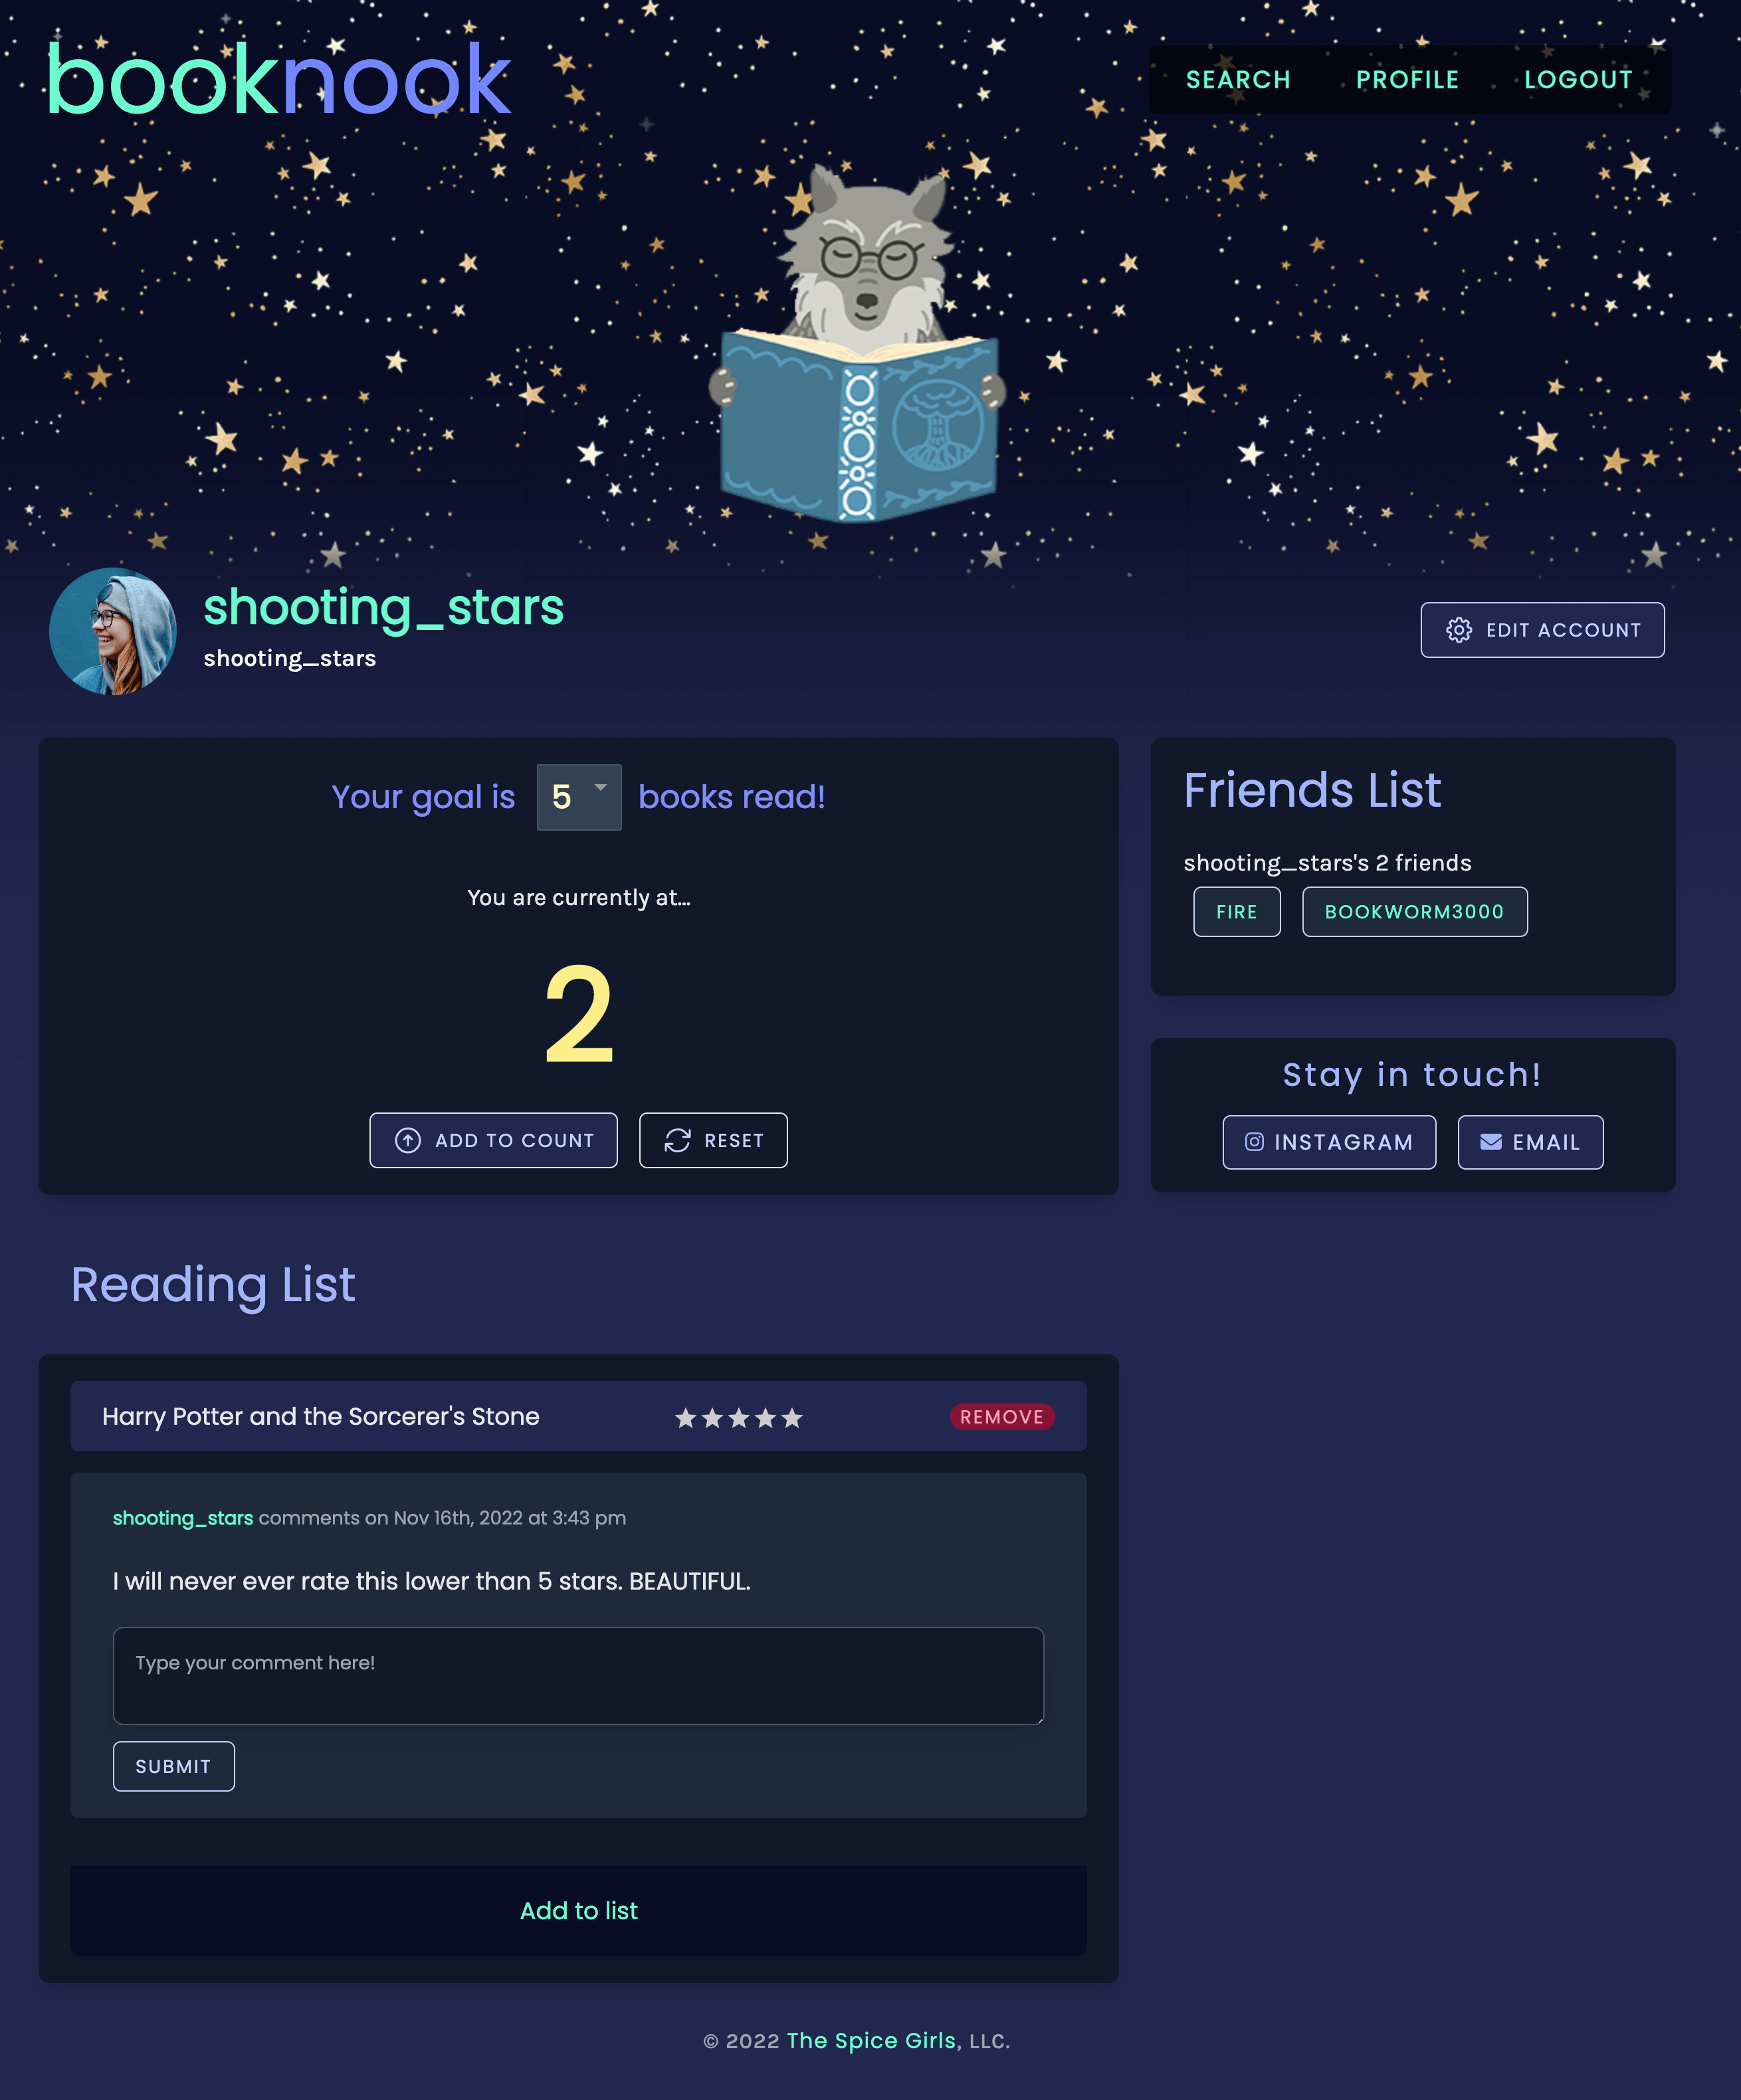 booknook
SEARCH PROFILE LOGOUT
shooting_stars
shooting_stars
EDIT ACCOUNT
Your goal is 5 books read!
You are currently at...
2
ADD TO COUNT RESET
Friends List
shooting_stars's 2 friends
FIRE BOOKWORM3000
Stay in touch!
INSTAGRAM EMAIL
Reading List
Harry Potter and the Sorcerer's Stone REMOVE
shooting_stars comments on Nov 16th, 2022 at 3:43 pm
I will never ever rate this lower than 5 stars. BEAUTIFUL.
Type your comment here!
SUBMIT
Add to list
© 2022 The Spice Girls, LLC.